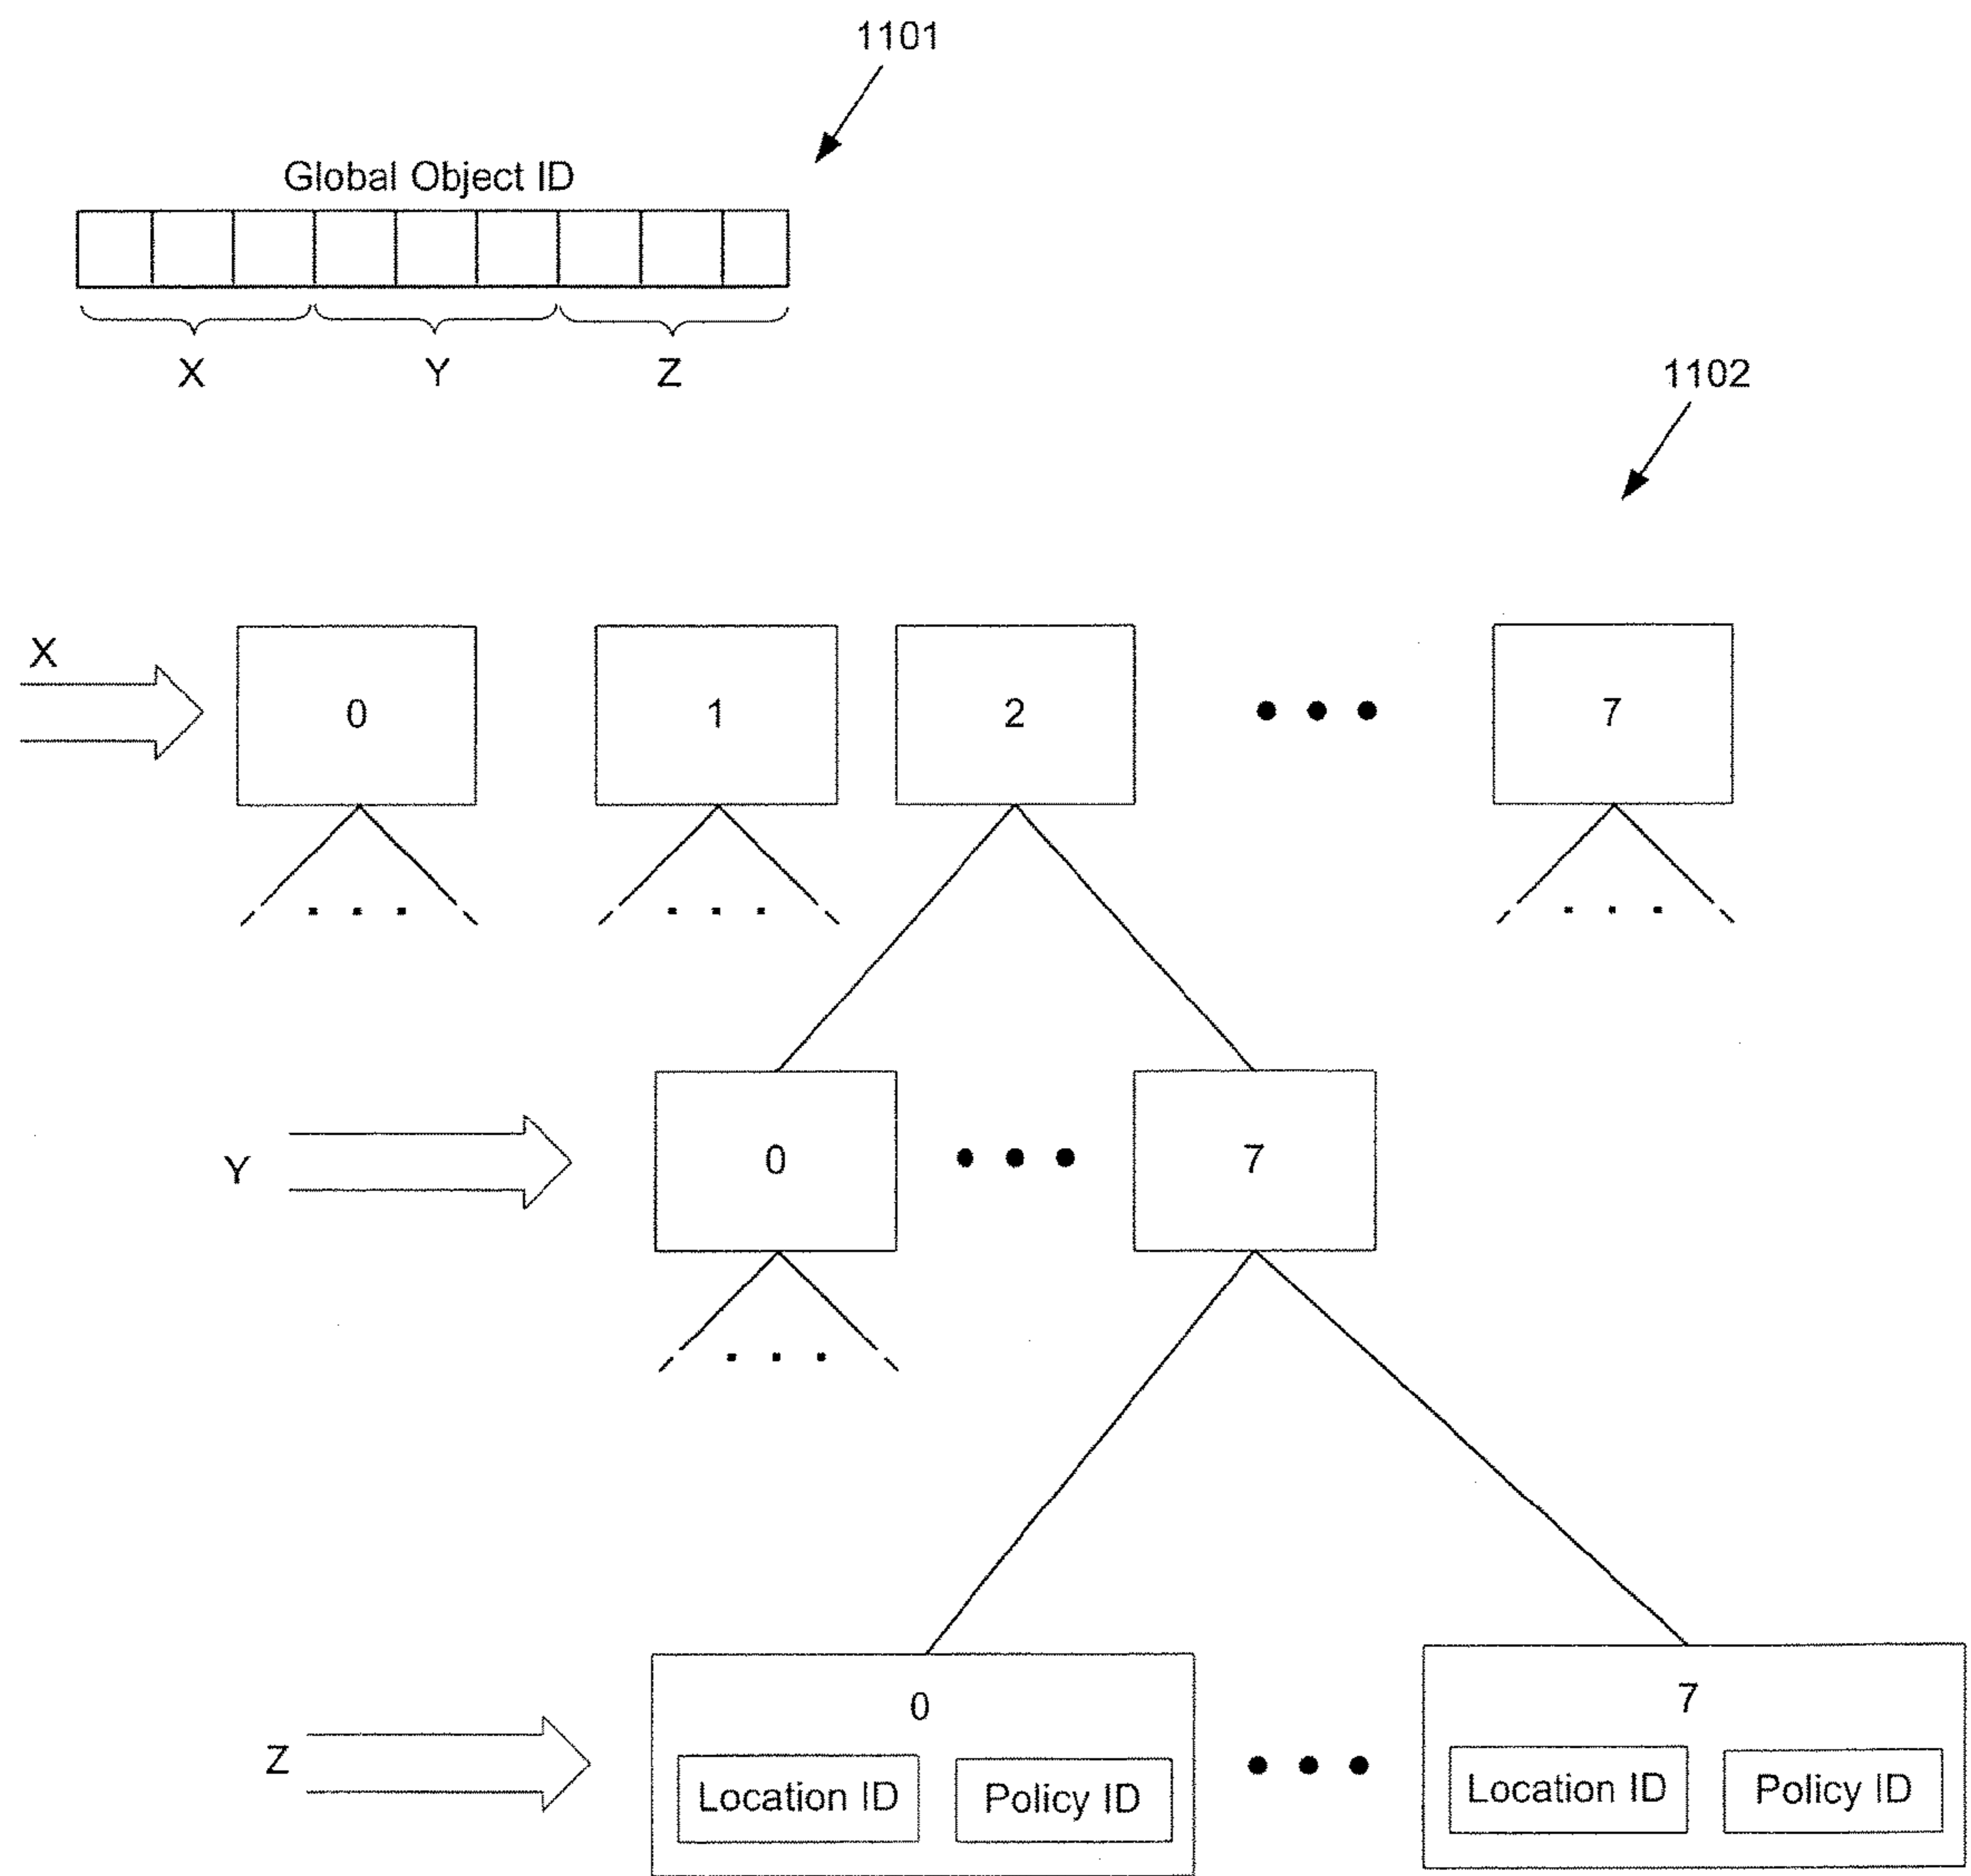 1101
Global Object ID
X Y Z
1102
X
0 1 2 7
Y
0 7
0 7
Z
Location ID Policy ID Location ID Policy ID